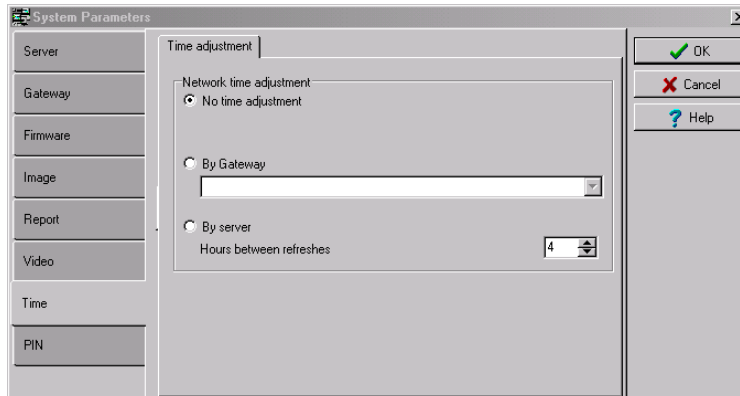 System Parameters
Server
Gateway
Firmware
Image
Report
Video
Time
PIN
Time adjustment
Network time adjustment
No time adjustment
By Gateway
By server
Hours between refreshes
4
OK
Cancel
Help